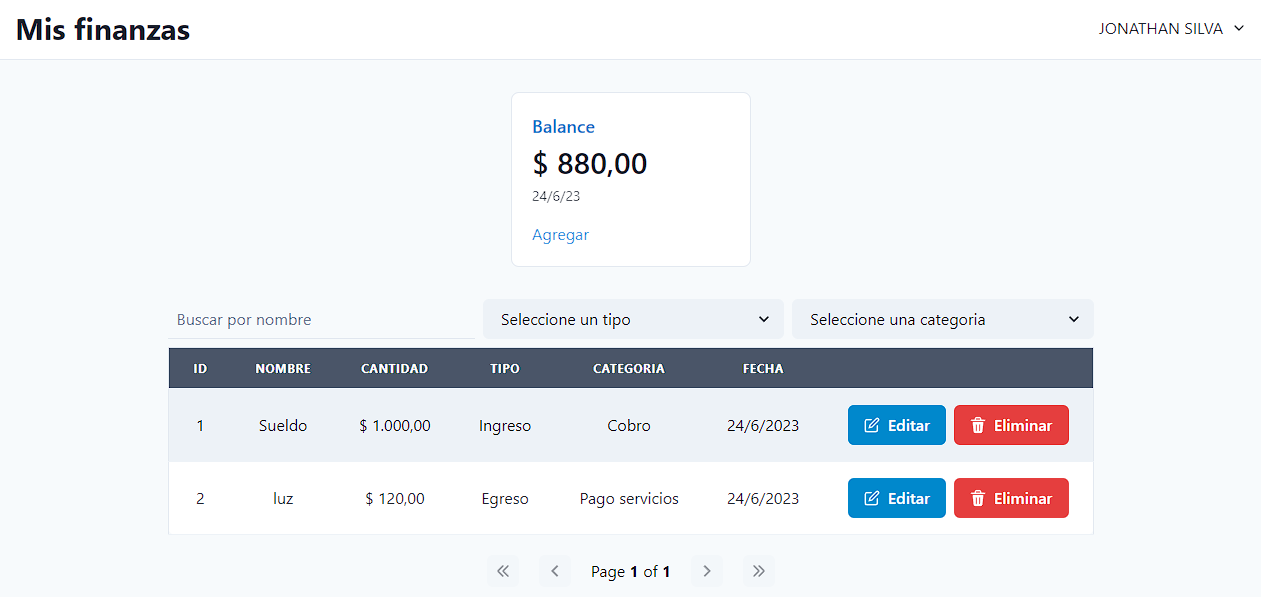 Mis finanzas
JONATHAN SILVA
Balance
$ 880,00
24/6/23
Agregar
Buscar por nombre
Seleccione un tipo
Seleccione una categoria
ID NOMBRE CANTIDAD TIPO CATEGORIA FECHA
1 Sueldo $ 1.000,00 Ingreso Cobro 24/6/2023 Editar Eliminar
2 luz $ 120,00 Egreso Pago servicios 24/6/2023 Editar Eliminar
Page 1 of 1